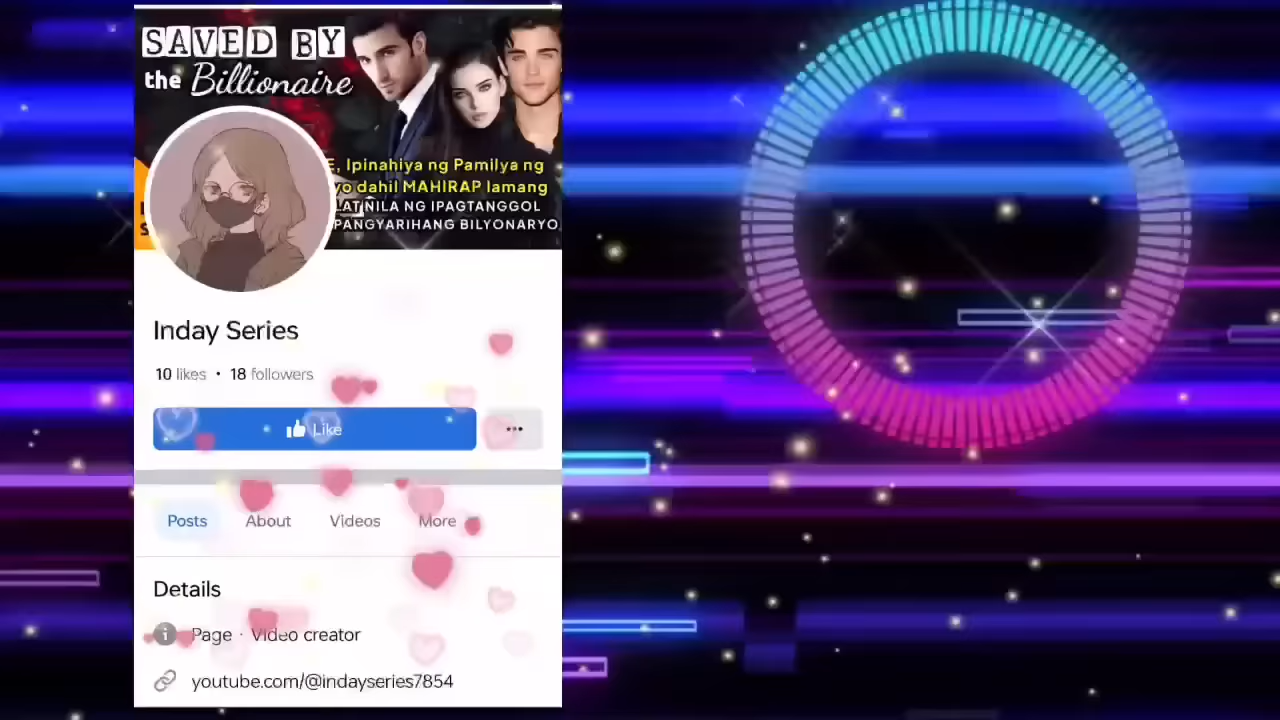 SAVED BY
the Billionaire
E, Ipinahiya ng Pamilya ng
yo dahil MAHIRAP lamang
LAT NILA NG IPAGTANGGOL
PANGYARIHANG BILYONARYO
Inday Series
10 likes • 18 followers
Like
Posts About Videos More
Details
Page · Video creator
youtube.com/@indayseries7854